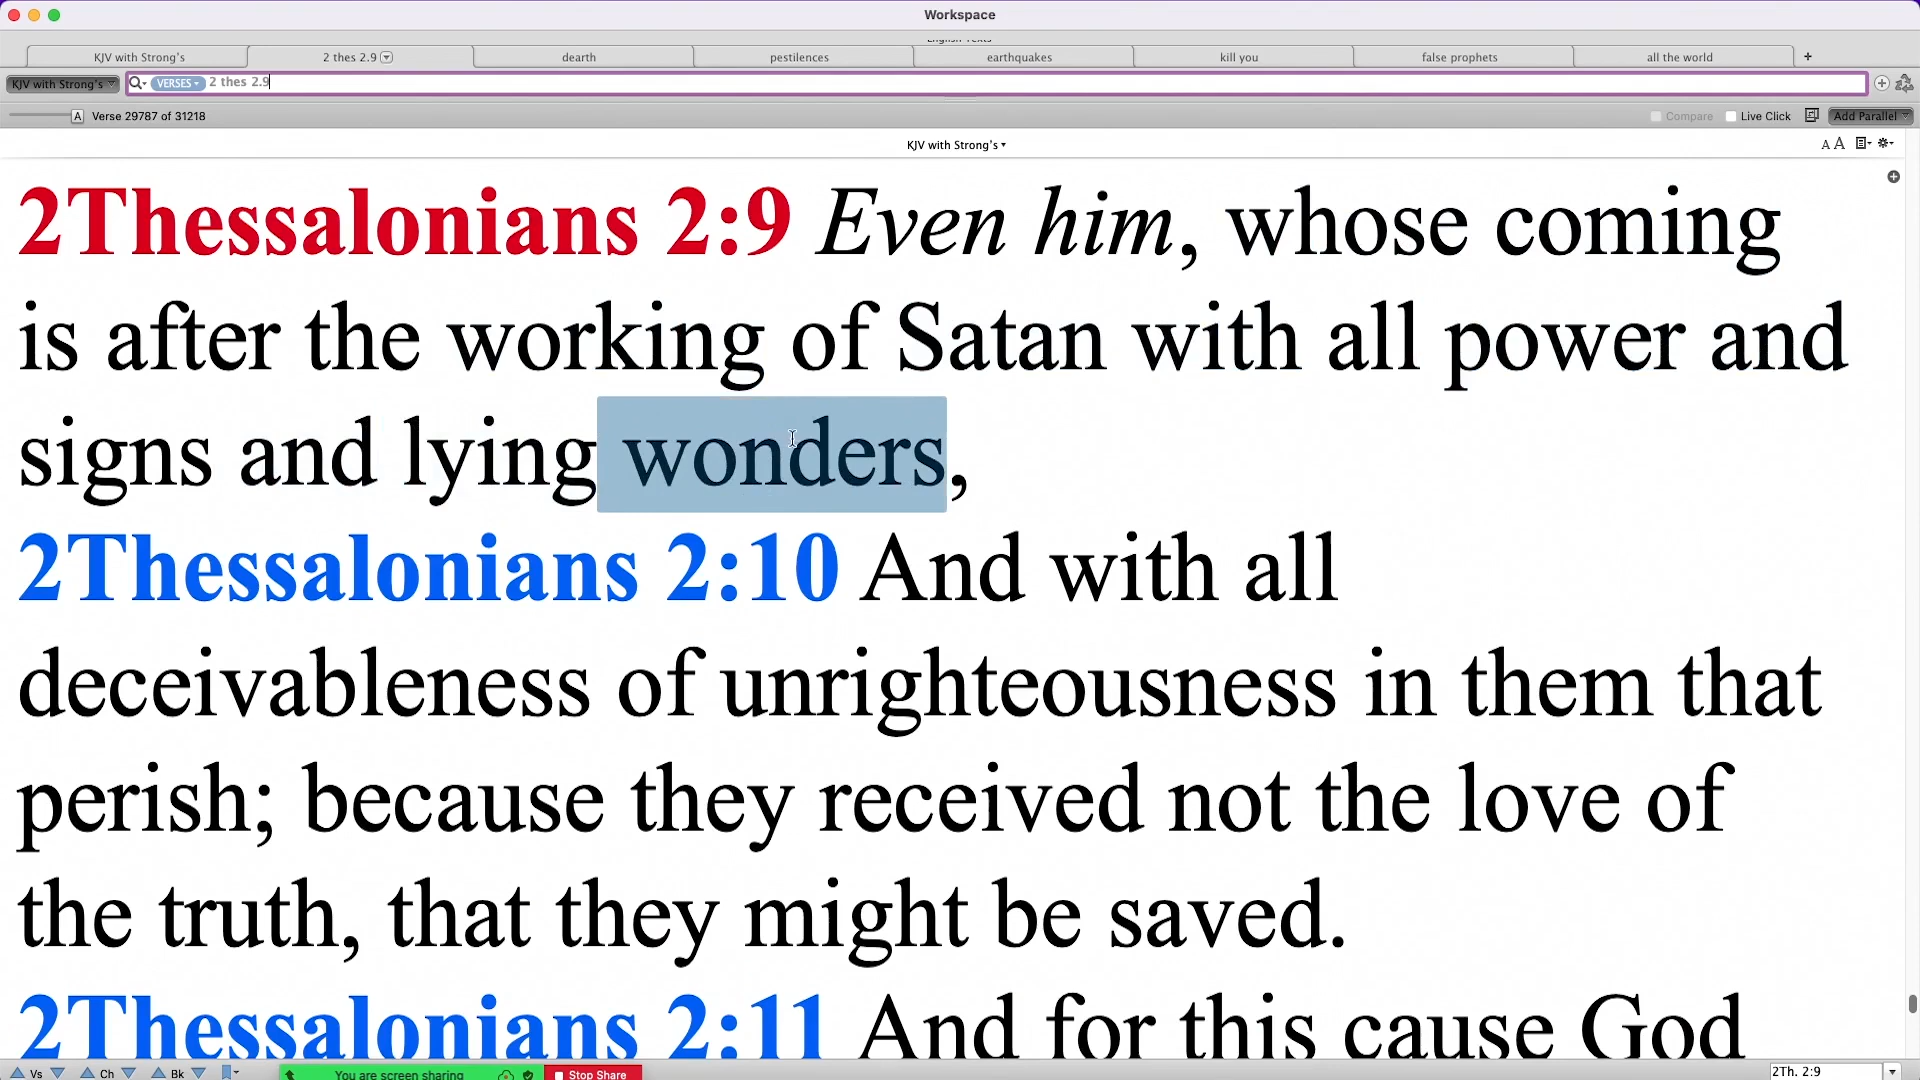 Workspace
English Texts
KJV with Strong's
2 thes 2.9
dearth
pestilences
earthquakes
kill you
false prophets
all the world
+
KJV with Strong's
VERSES
2 thes 2.9
A
Verse 29787 of 31218
Compare
Live Click
Add Parallel
KJV with Strong's
A A
2Thessalonians 2:9 Even him, whose coming
is after the working of Satan with all power and
signs and lying wonders,
2Thessalonians 2:10 And with all
deceivableness of unrighteousness in them that
perish; because they received not the love of
the truth, that they might be saved.
2Thessalonians 2:11 And for this cause God
Vs
Ch
Bk
You are screen sharing
Stop Share
2Th. 2:9